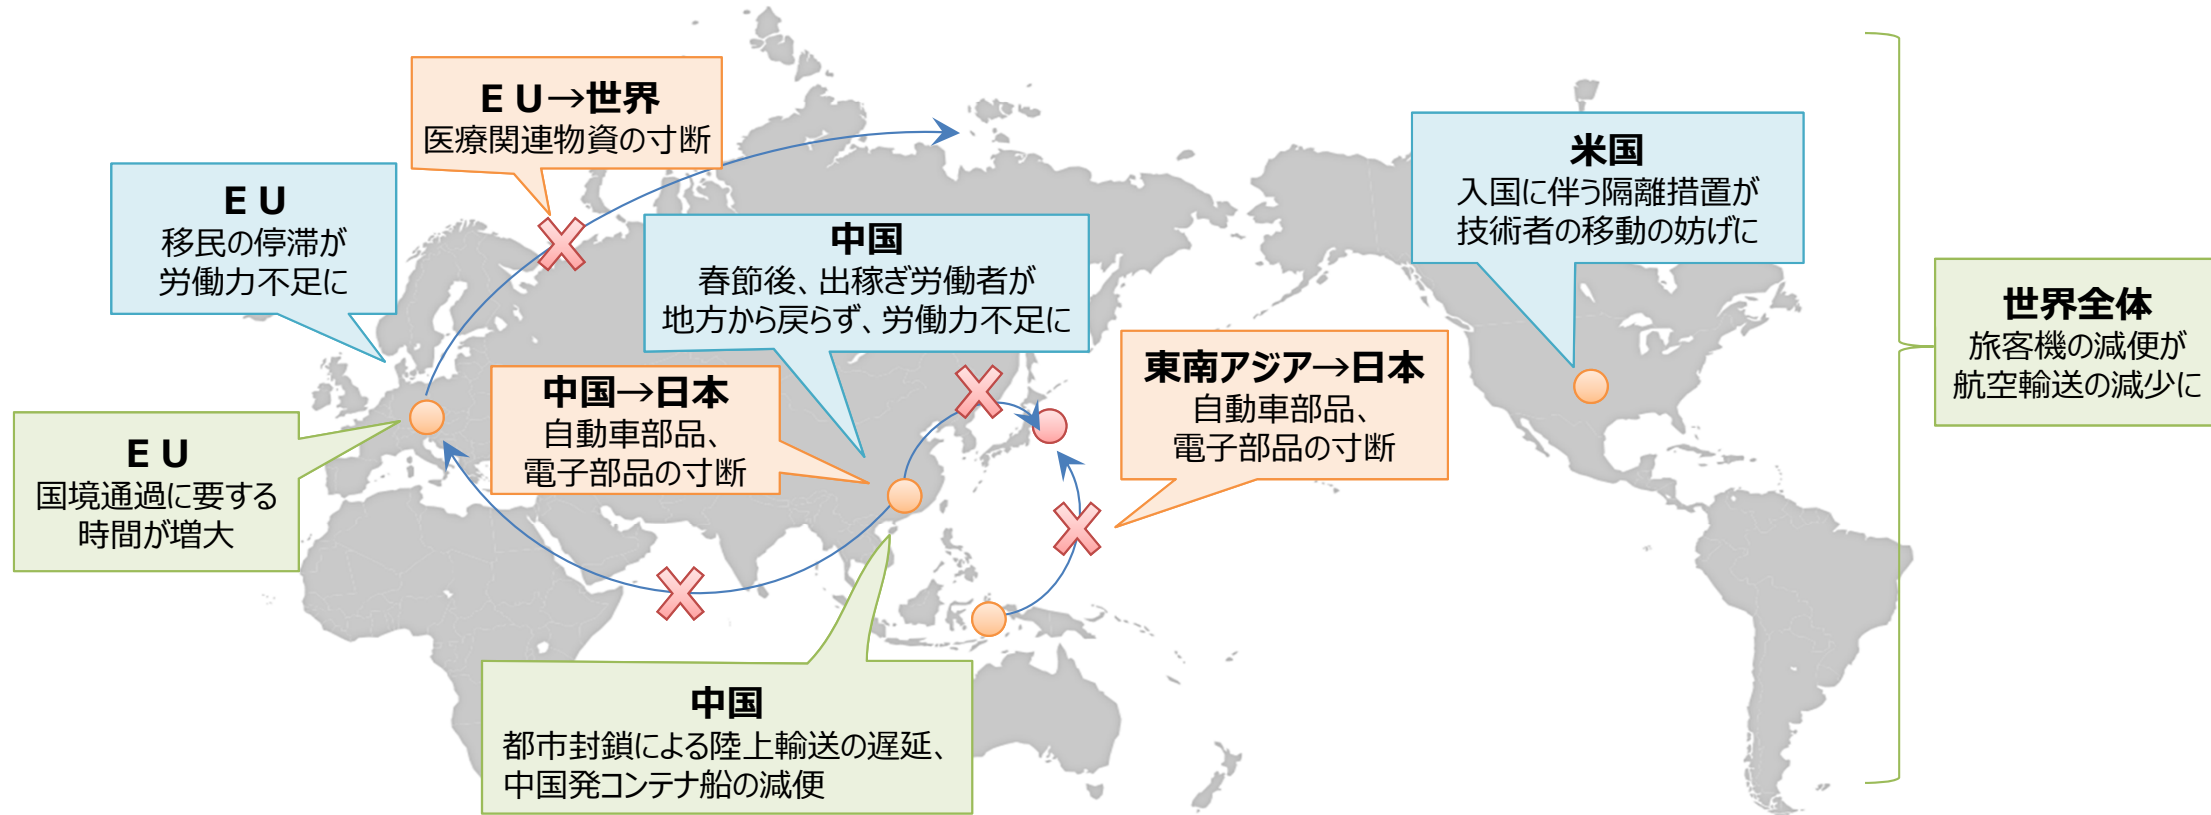 ＥＵ→世界
医療関連物資の寸断
ＥＵ
移民の停滞が
労働力不足に
米国
入国に伴う隔離措置が
技術者の移動の妨げに
中国
春節後、出稼ぎ労働者が
地方から戻らず、労働力不足に
世界全体
旅客機の減便が
航空輸送の減少に
中国→日本
自動車部品、
電子部品の寸断
東南アジア→日本
自動車部品、
電子部品の寸断
ＥＵ
国境通過に要する
時間が増大
中国
都市封鎖による陸上輸送の遅延、
中国発コンテナ船の減便